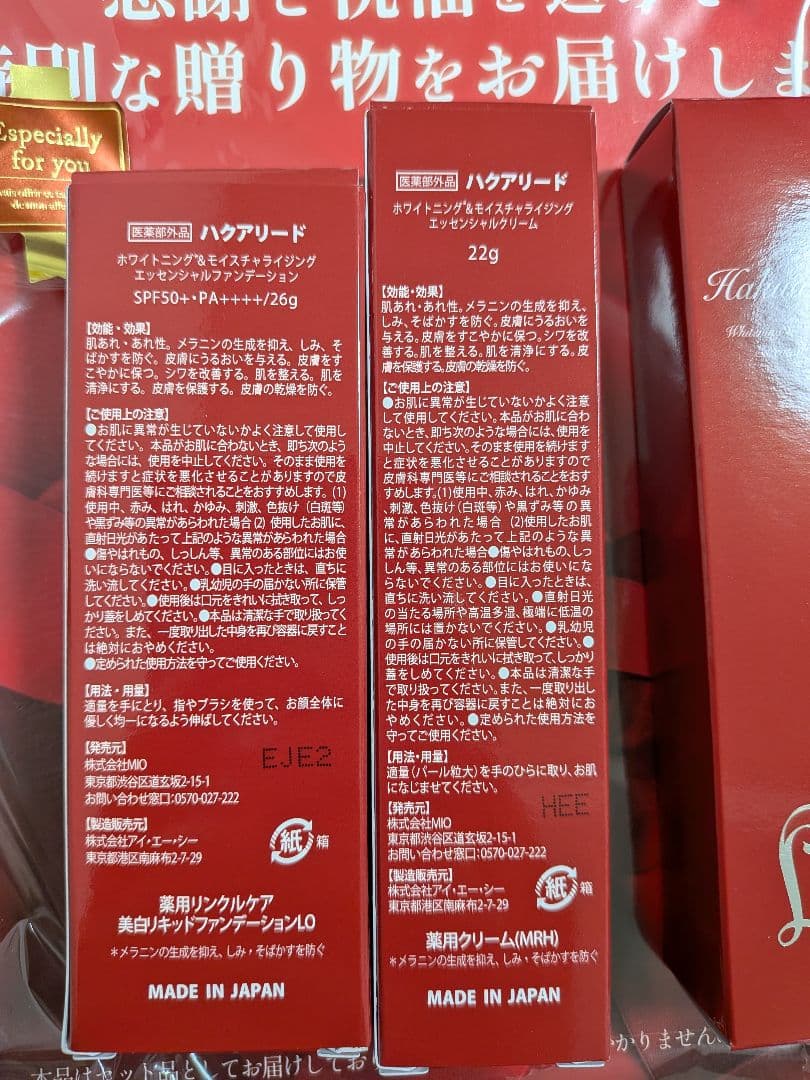 感謝と祝福を込めて
特別な贈り物をお届けしま
Especially
for you
医薬部外品 ハクアリード
ホワイトニング*&モイスチャライジング
エッセンシャルファンデーション
SPF50+・PA++++/26g
【効能・効果】
肌あれ・あれ性。メラニンの生成を抑え、しみ、そ
ばかすを防ぐ。皮膚にうるおいを与える。皮膚をす
こやかに保つ。シワを改善する。肌を整える。肌を
清浄にする。皮膚を保護する。皮膚の乾燥を防ぐ。
【ご使用上の注意】
●お肌に異常が生じていないかよく注意して使用し
てください。本品がお肌に合わないとき、即ち次のよう
な場合には、使用を中止してください。そのまま使用を
続けますと症状を悪化させることがありますので皮
膚科専門医等にご相談されることをおすすめします。(1)
使用中、赤み、はれ、かゆみ、刺激、色抜け(白斑等)
や黒ずみ等の異常があらわれた場合(2)使用したお肌に、
直射日光があたって上記のような異常があらわれた場合
●傷やはれもの、しっしん等、異常のある部位にはお使
いにならないでください。●目に入ったときは、直ちに
洗い流してください。●乳幼児の手の届かない所に保管
してください。●使用後は口元をきれいに拭き取って、しっ
かり蓋をしめてください。●本品は清潔な手で取り扱ってく
ださい。また、一度取り出した中身を再び容器に戻すこと
は絶対におやめください。
●定められた使用方法を守ってご使用ください。
【用法・用量】
適量を手にとり、指やブラシを使って、お顔全体に
優しく均一になるよう伸ばしてください。
【発売元】
株式会社MIO
東京都渋谷区道玄坂2-15-1
お問い合わせ窓口:0570-027-222
EJE2
【製造販売元】
株式会社アイ・エー・シー
東京都港区南麻布2-7-29
紙 箱
薬用リンクルケア
美白リキッドファンデーションLO
*メラニンの生成を抑え、しみ・そばかすを防ぐ
MADE IN JAPAN
医薬部外品 ハクアリード
ホワイトニング*&モイスチャライジング
エッセンシャルクリーム
22g
【効能・効果】
肌あれ・あれ性。メラニンの生成を抑え、
しみ、そばかすを防ぐ。皮膚にうるおい
を与える。皮膚をすこやかに保つ。シワを改
善する。肌を整える。肌を清浄にする。皮
膚を保護する。皮膚の乾燥を防ぐ。
【ご使用上の注意】
●お肌に異常が生じていないかよく注意し
て使用してください。本品がお肌に合わ
ないとき、即ち次のような場合には、使用を
中止してください。そのまま使用を続けます
と症状を悪化させることがありますので
皮膚科専門医等にご相談されることをおす
すめします。(1)使用中、赤み、はれ、かゆみ
、刺激、色抜け(白斑等)や黒ずみ等の異
常があらわれた場合(2)使用したお肌
に、直射日光があたって上記のような異
常があらわれた場合●傷やはれもの、しっ
しん等、異常のある部位にはお使いにな
らないでください。●目に入ったときは、
直ちに洗い流してください。●直射日光
の当たる場所や高温多湿、極端に低温の
場所には置かないでください。●乳幼児
の手の届かない所に保管してください。●
使用後は口元をきれいに拭き取って、しっかり
蓋をしめてください。●本品は清潔な手
で取り扱ってください。また、一度取り出し
た中身を再び容器に戻すことは絶対に
おやめください。●定められた使用方法を
守ってご使用ください。
【用法・用量】
適量(パール粒大)を手のひらに取り、お肌
になじませてください。
【発売元】
株式会社MIO
東京都渋谷区道玄坂2-15-1
お問い合わせ窓口:0570-027-222
HEE
【製造販売元】
株式会社アイ・エー・シー
東京都港区南麻布2-7-29
紙 箱
薬用クリーム(MRH)
*メラニンの生成を抑え、しみ・そばかすを防ぐ
MADE IN JAPAN
かかりません。
本品はセット品としてお届けしており